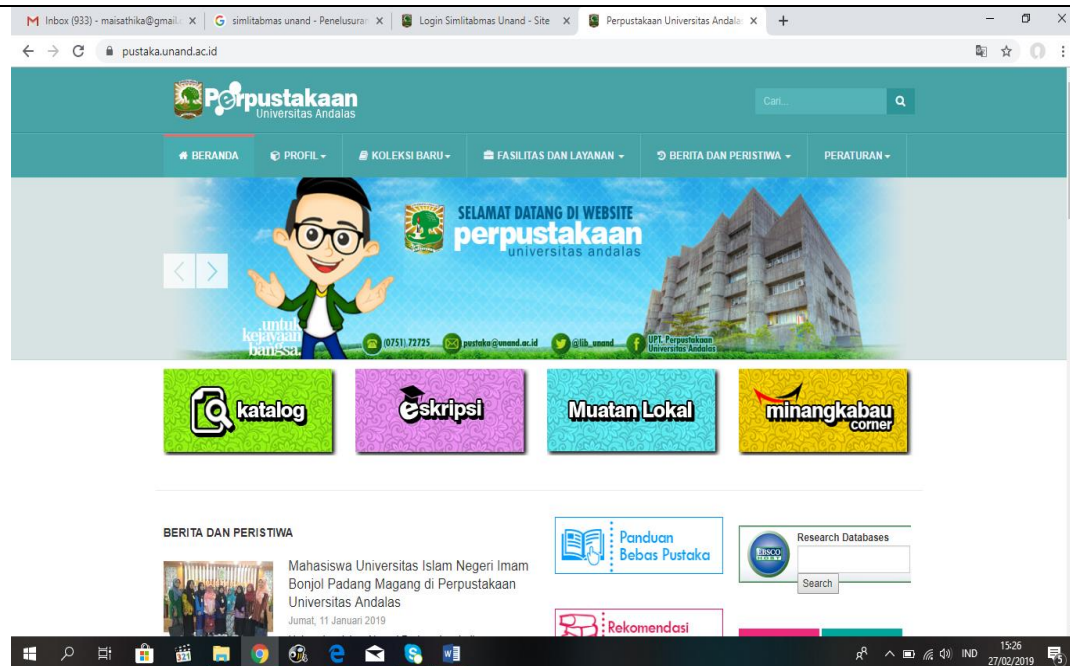 Inbox (933) - maisathika@gmail.c
simlitabmas unand - Penelusuran
Login Simlitabmas Unand - Site
Perpustakaan Universitas Andala
pustaka.unand.ac.id
Perpustakaan
Universitas Andalas
Cari...
BERANDA
PROFIL
KOLEKSI BARU
FASILITAS DAN LAYANAN
BERITA DAN PERISTIWA
PERATURAN
SELAMAT DATANG DI WEBSITE
perpustakaan
universitas andalas
untuk
kejayaan
bangsa.
(0751) 72725
pustaka@unand.ac.id
@lib_unand
UPT. Perpustakaan
Universitas Andalas
katalog
eskripsi
Muatan Lokal
minangkabau
corner
BERITA DAN PERISTIWA
Mahasiswa Universitas Islam Negeri Imam
Bonjol Padang Magang di Perpustakaan
Universitas Andalas
Jumat, 11 Januari 2019
Panduan
Bebas Pustaka
Rekomendasi
EBSCO
HOST
Research Databases
Search
IND
15:26
27/02/2019